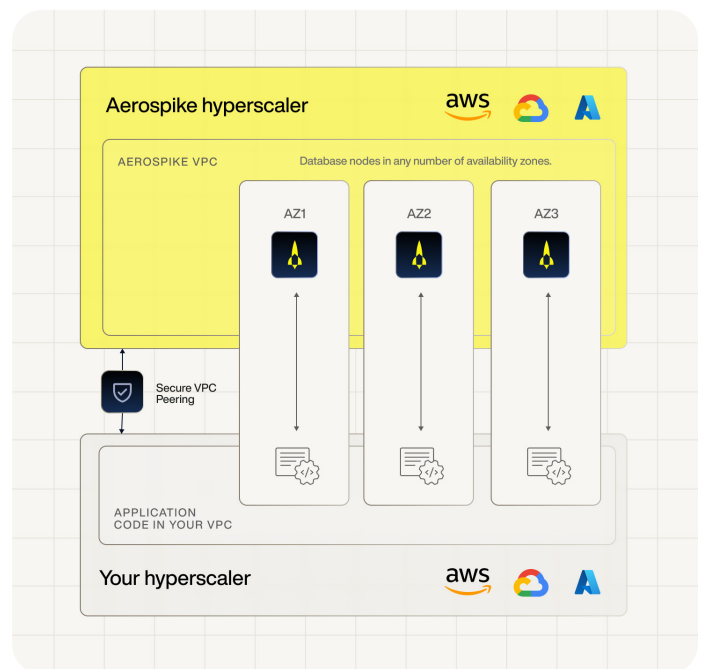 Aerospike hyperscaler
aws
AEROSPIKE VPC
Database nodes in any number of availability zones.
AZ1
AZ2
AZ3
Secure VPC
Peering
</>
</>
</>
APPLICATION
CODE IN YOUR VPC
Your hyperscaler
aws